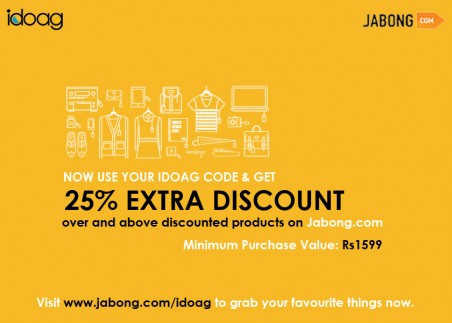 idoag
JABONG.COM
NOW USE YOUR IDOAG CODE & GET
25% EXTRA DISCOUNT
over and above discounted products on Jabong.com
Minimum Purchase Value: Rs1599
Visit www.jabong.com/idoag to grab your favourite things now.